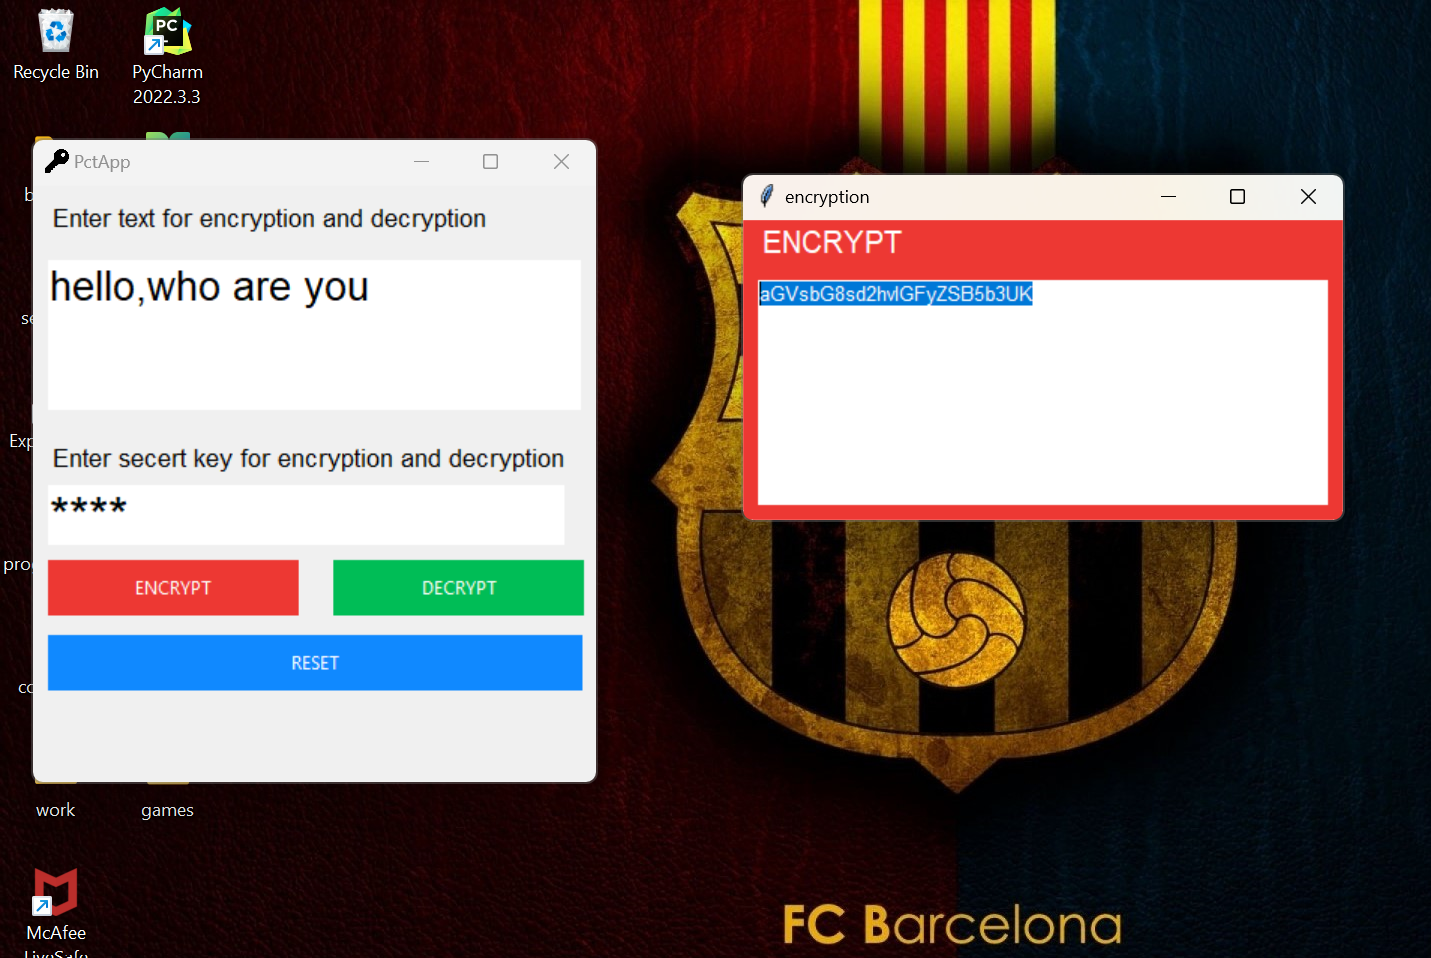 Recycle Bin
PyCharm
2022.3.3
PC
PctApp
Enter text for encryption and decryption
hello,who are you
Enter secert key for encryption and decryption
****
ENCRYPT
DECRYPT
RESET
encryption
ENCRYPT
aGVsbG8sd2hvIGFyZSB5b3UK
b
se
Exp
pro
co
work
games
McAfee
LiveSafe
FC Barcelona